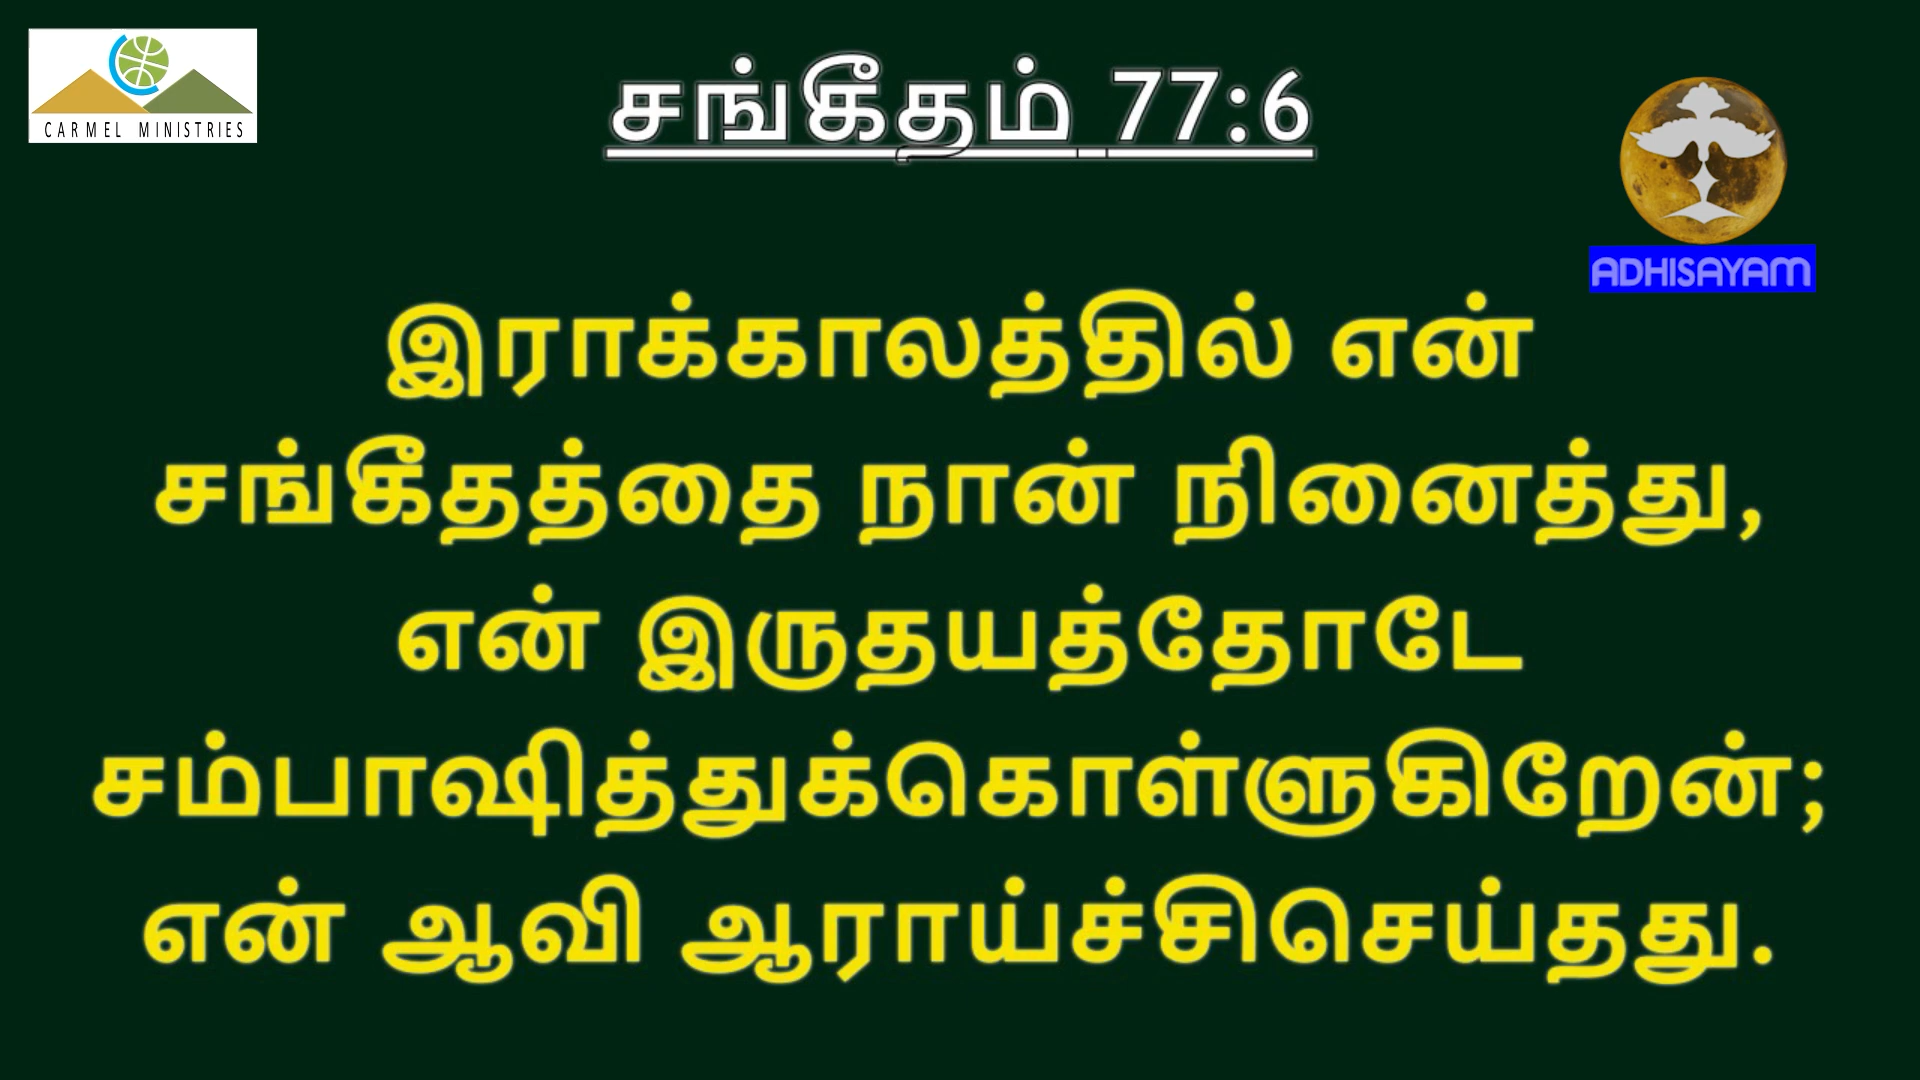 CARMEL MINISTRIES
சங்கீதம் 77:6
ADHISAYAM
இராக்காலத்தில் என்
சங்கீதத்தை நான் நினைத்து,
என் இருதயத்தோடே
சம்பாஷித்துக்கொள்ளுகிறேன்;
என் ஆவி ஆராய்ச்சிசெய்தது.